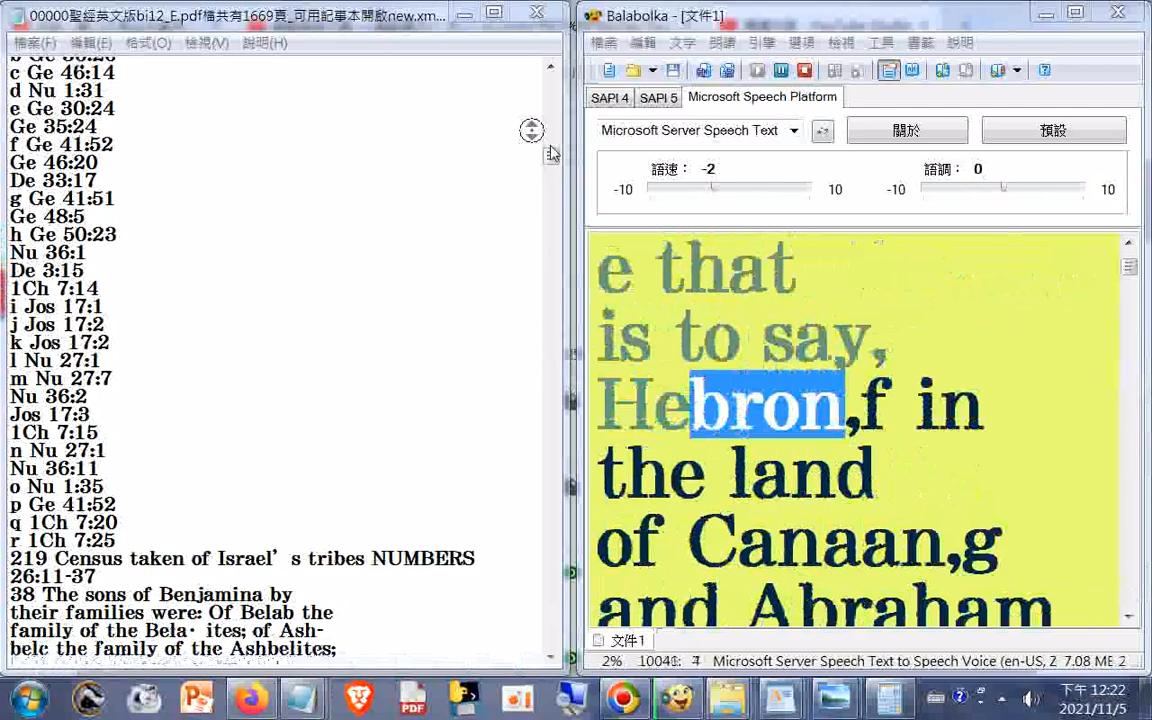 00000聖經英文版bi12_E.pdf檔共有1669頁_可用記事本開啟new.xm...
檔案(F) 編輯(E) 格式(O) 檢視(V) 說明(H)
c Ge 46:14
d Nu 1:31
e Ge 30:24
Ge 35:24
f Ge 41:52
Ge 46:20
De 33:17
g Ge 41:51
Ge 48:5
h Ge 50:23
Nu 36:1
De 3:15
1Ch 7:14
i Jos 17:1
j Jos 17:2
k Jos 17:2
l Nu 27:1
m Nu 27:7
Nu 36:2
Jos 17:3
1Ch 7:15
n Nu 27:1
Nu 36:11
o Nu 1:35
p Ge 41:52
q 1Ch 7:20
r 1Ch 7:25
219 Census taken of Israel’s tribes NUMBERS
26:11-37
38 The sons of Benjamina by
their families were: Of Belab the
family of the Bela· ites; of Ash-
belc the family of the Ashbelites;
Balabolka - [文件1]
檔案 編輯 文字 朗讀 引擎 選項 檢視 工具 書籤 說明
SAPI 4 SAPI 5 Microsoft Speech Platform
Microsoft Server Speech Text 關於 預設
語速： -2 語調： 0
-10 10 -10 10
e that
is to say,
Hebron,f in
the land
of Canaan,g
and Abraham
文件1
2% Microsoft Server Speech Text to Speech Voice (en-US, Z 7.08 ME 2
下午 12:22
2021/11/5